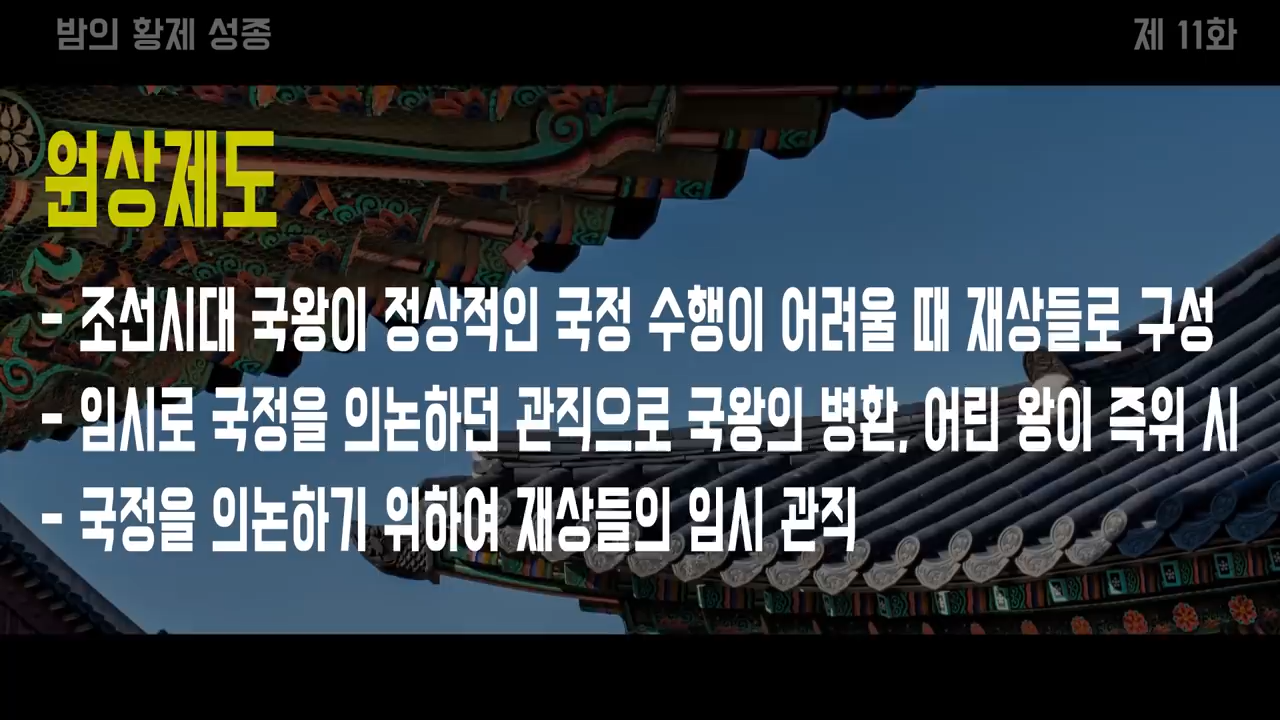 밤의 황제 성종
제 11화
원상제도
- 조선시대 국왕이 정상적인 국정 수행이 어려울 때 재상들로 구성
- 임시로 국정을 의논하던 관직으로 국왕의 병환, 어린 왕이 즉위 시
- 국정을 의논하기 위하여 재상들의 임시 관직